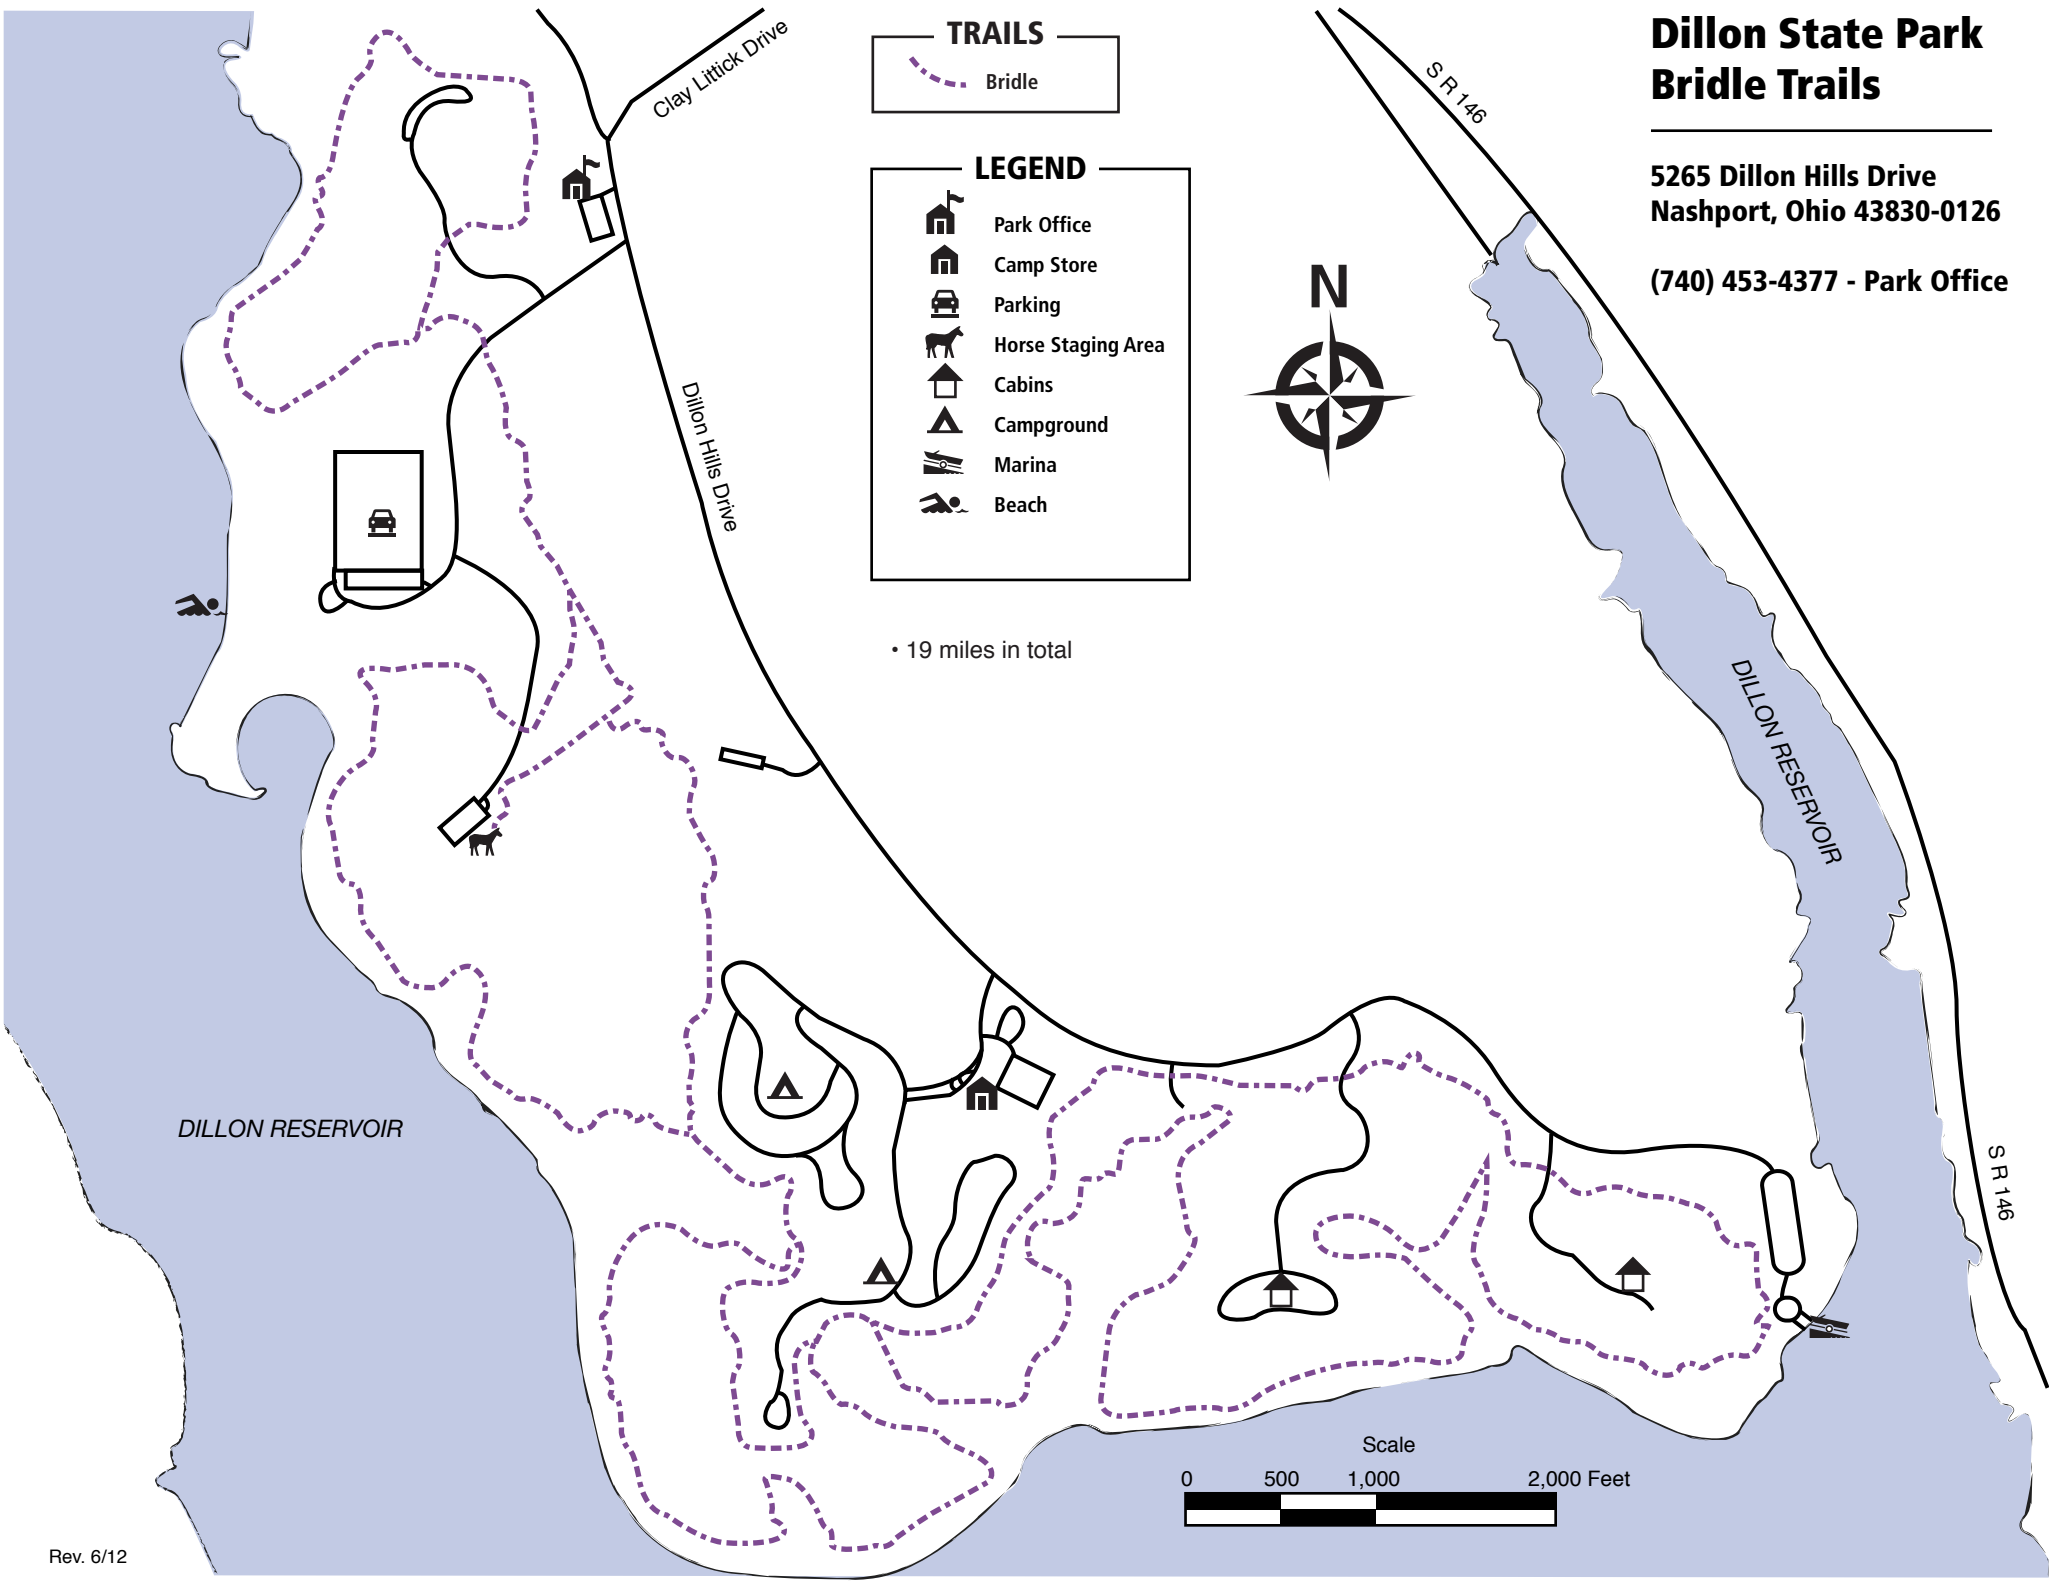 Dillon State Park
Bridle Trails
5265 Dillon Hills Drive
Nashport, Ohio 43830-0126
(740) 453-4377 - Park Office
TRAILS
Bridle
LEGEND
Park Office
Camp Store
Parking
Horse Staging Area
Cabins
Campground
Marina
Beach
• 19 miles in total
N
Clay Littick Drive
S R 146
Dillon Hills Drive
DILLON RESERVOIR
DILLON RESERVOIR
S R 146
Scale
0 500 1,000 2,000 Feet
Rev. 6/12